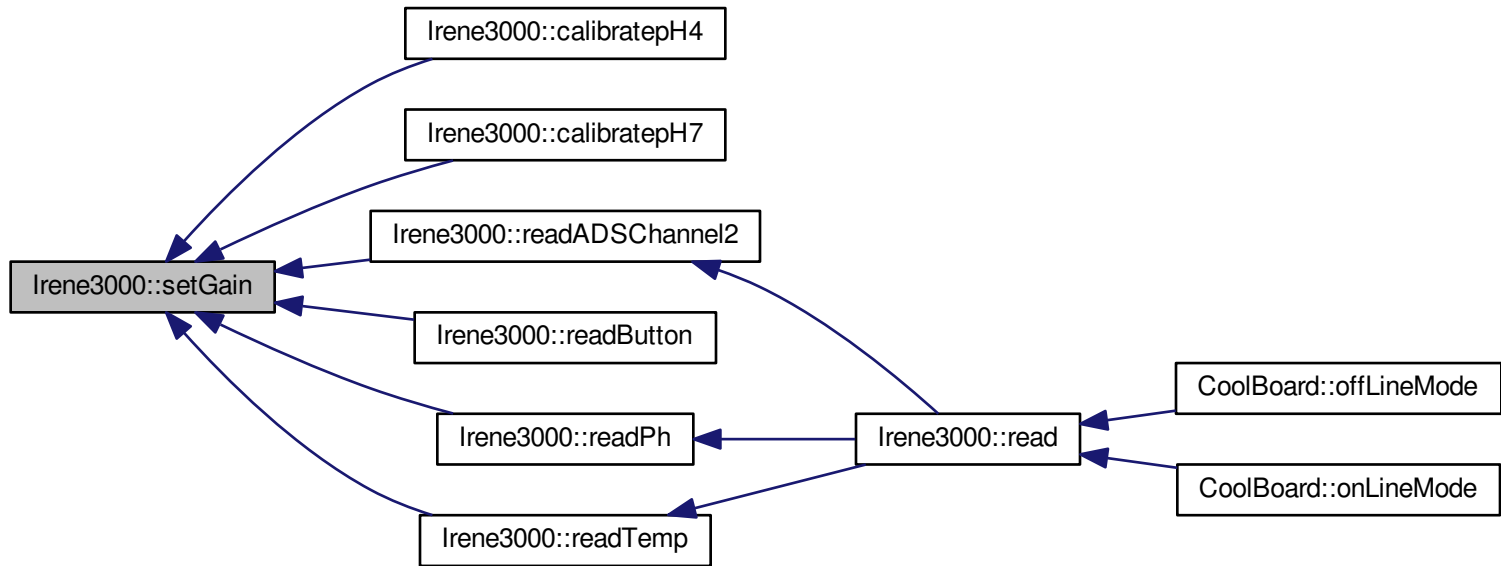 Irene3000::calibratepH4
Irene3000::calibratepH7
Irene3000::readADSChannel2
Irene3000::setGain
Irene3000::readButton
CoolBoard::offLineMode
Irene3000::readPh
Irene3000::read
CoolBoard::onLineMode
Irene3000::readTemp